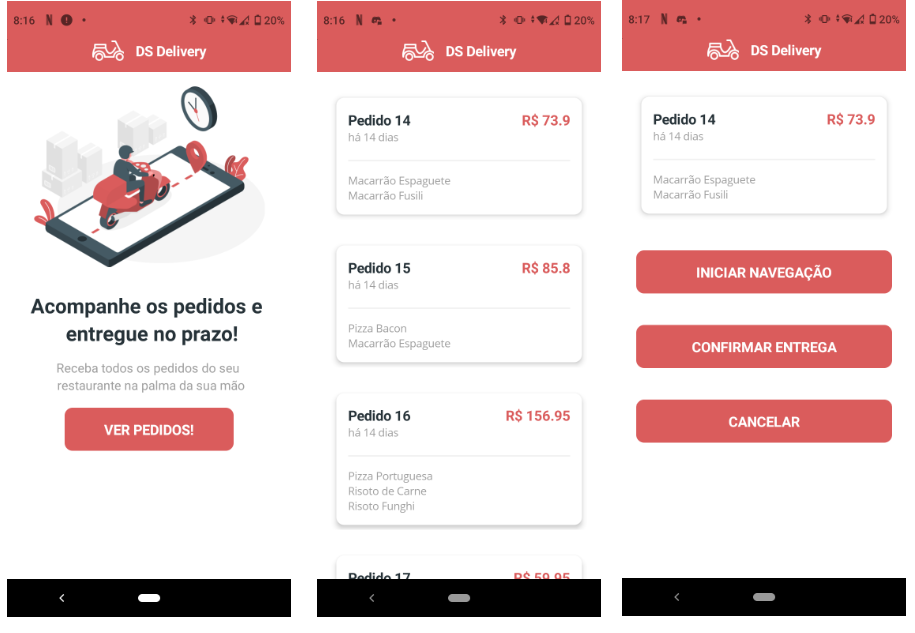 8:16
20%
DS Delivery
Acompanhe os pedidos e
entregue no prazo!
Receba todos os pedidos do seu
restaurante na palma da sua mão
VER PEDIDOS!
8:16
20%
DS Delivery
Pedido 14 R$ 73.9
há 14 dias
Macarrão Espaguete
Macarrão Fusili
Pedido 15 R$ 85.8
há 14 dias
Pizza Bacon
Macarrão Espaguete
Pedido 16 R$ 156.95
há 14 dias
Pizza Portuguesa
Risoto de Carne
Risoto Funghi
Pedido 17 R$ 59.95
8:17
20%
DS Delivery
Pedido 14 R$ 73.9
há 14 dias
Macarrão Espaguete
Macarrão Fusili
INICIAR NAVEGAÇÃO
CONFIRMAR ENTREGA
CANCELAR